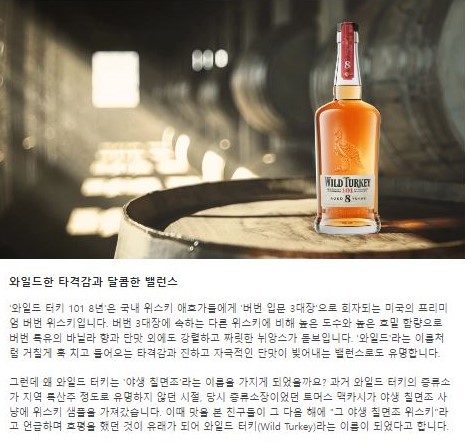 8
WILD TURKEY
101
AGED 8 YEARS
와일드한 타격감과 달콤한 밸런스
'와일드 터키 101 8년'은 국내 위스키 애호가들에게 '버번 입문 3대장'으로 회자되는 미국의 프리미
엄 버번 위스키입니다. 버번 3대장에 속하는 다른 위스키에 비해 높은 도수와 높은 호밀 함량으로
버번 특유의 바닐라 향과 단맛 외에도 강렬하고 짜릿한 뉘앙스가 돋보입니다. '와일드'라는 이름처
럼 거칠게 훅 치고 들어오는 타격감과 진하고 자극적인 단맛이 빚어내는 밸런스로도 유명합니다.
그런데 왜 와일드 터키는 '야생 칠면조'라는 이름을 가지게 되었을까요? 과거 와일드 터키의 증류소
가 지역 특산주 정도로 유명하지 않던 시절, 당시 증류소장이었던 토머스 맥카시가 야생 칠면조 사
냥에 위스키 샘플을 가져갔습니다. 이때 맛을 본 친구들이 그 다음 해에 "그 야생 칠면조 위스키"라
고 언급하며 호평을 했던 것이 유래가 되어 와일드 터키(Wild Turkey)라는 이름이 되었다고 합니다.